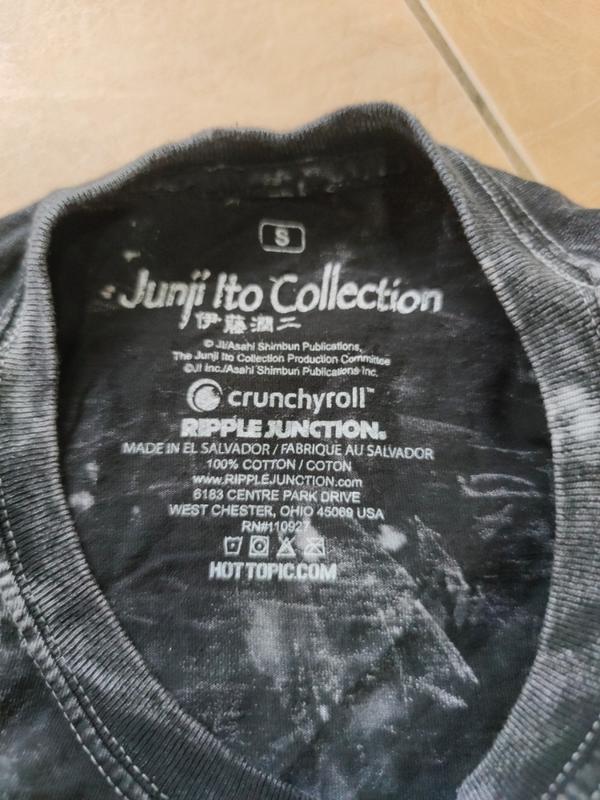 S
Junji Ito Collection
伊藤潤二
© JI/Asahi Shimbun Publications,
The Junji Ito Collection Production Committee
©JI Inc./Asahi Shimbun Publications Inc.
crunchyroll™
RIPPLE JUNCTION®
MADE IN EL SALVADOR / FABRIQUE AU SALVADOR
100% COTTON / COTON
www.RIPPLEJUNCTION.com
6183 CENTRE PARK DRIVE
WEST CHESTER, OHIO 45069 USA
RN#110927
HOTTOPIC.COM